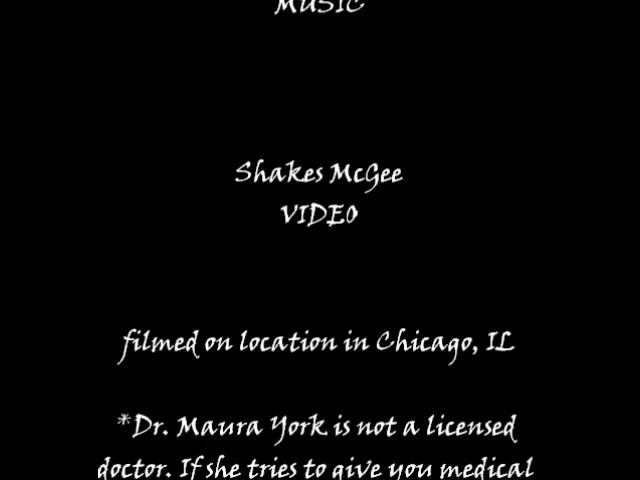 MUSIC
Shakes McGee
VIDEO
filmed on location in Chicago, IL
*Dr. Maura York is not a licensed
doctor. If she tries to give you medical